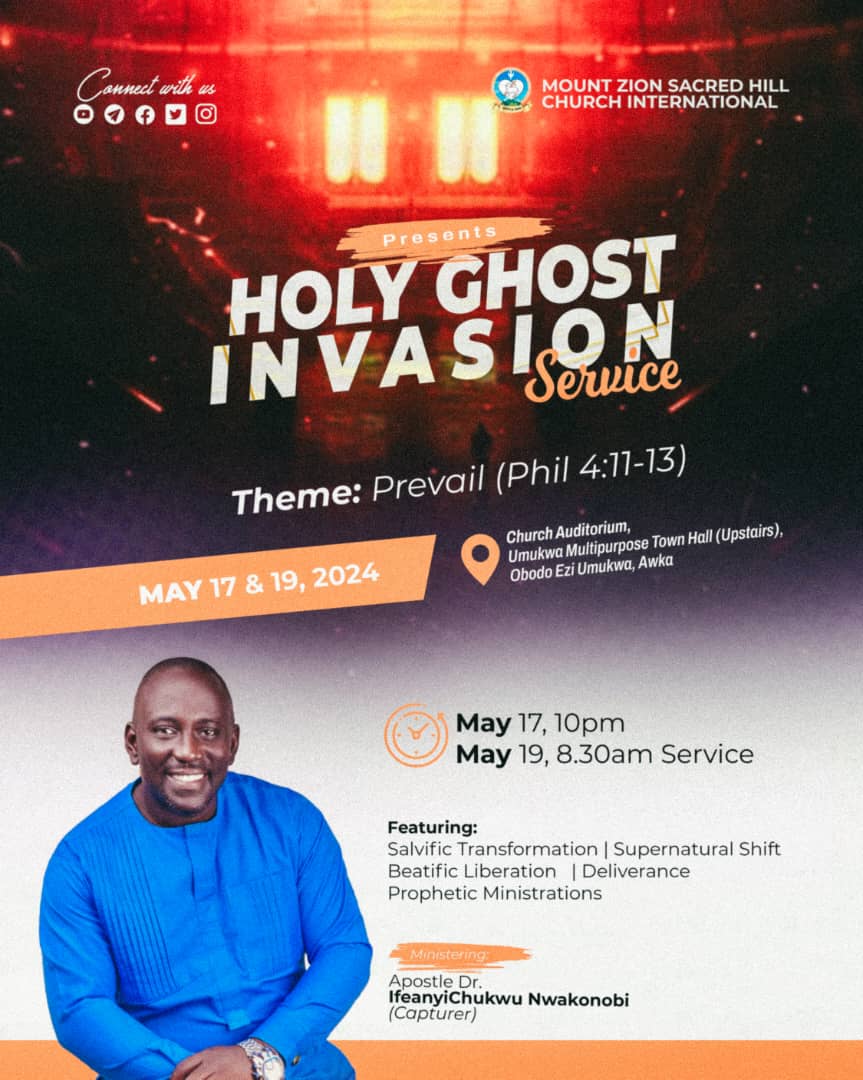 Connect with us
MOUNT ZION SACRED HILL
CHURCH INTERNATIONAL
Presents
HOLY GHOST
INVASION
Service
Theme: Prevail (Phil 4:11-13)
MAY 17 & 19, 2024
Church Auditorium,
Umukwa Multipurpose Town Hall (Upstairs),
Obodo Ezi Umukwa, Awka
May 17, 10pm
May 19, 8.30am Service
Featuring:
Salvific Transformation | Supernatural Shift
Beatific Liberation | Deliverance
Prophetic Ministrations
Ministering:
Apostle Dr.
IfeanyiChukwu Nwakonobi
(Capturer)